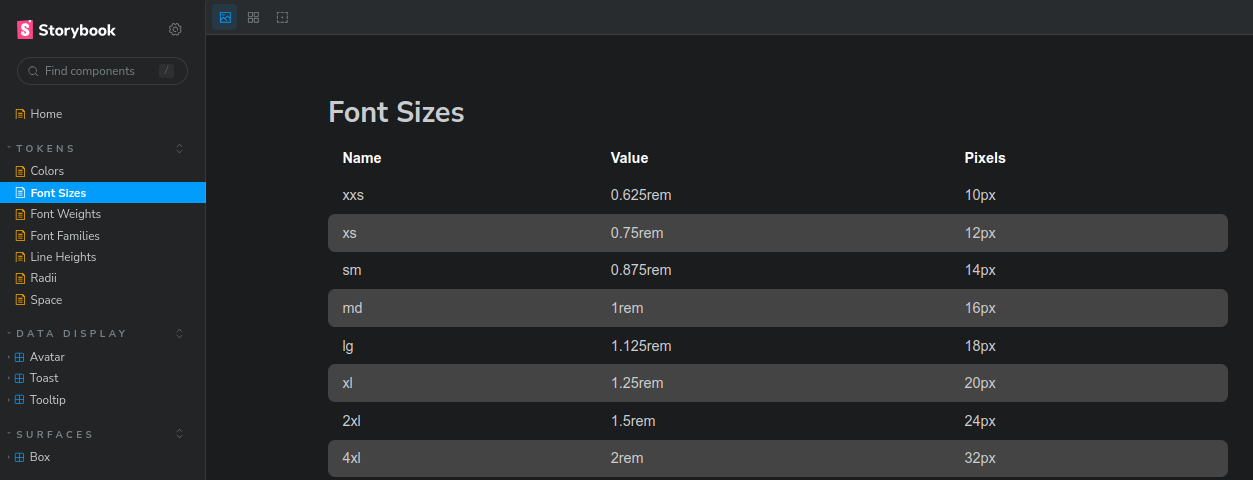 Storybook
Find components /
Home
TOKENS
Colors
Font Sizes
Font Weights
Font Families
Line Heights
Radii
Space
DATA DISPLAY
Avatar
Toast
Tooltip
SURFACES
Box
Font Sizes
Name Value Pixels
xxs 0.625rem 10px
xs 0.75rem 12px
sm 0.875rem 14px
md 1rem 16px
lg 1.125rem 18px
xl 1.25rem 20px
2xl 1.5rem 24px
4xl 2rem 32px